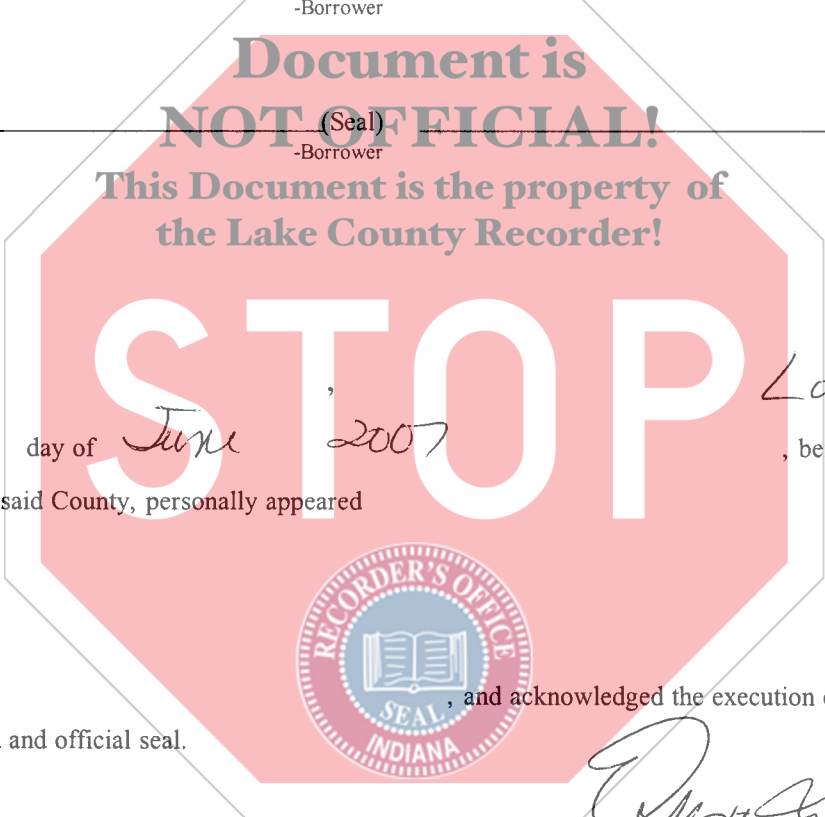 -Borrower
Document is
NOT OFFICIAL!
(Seal)
-Borrower
This Document is the property of
the Lake County Recorder!
STOP
,
day of June 2007 , be
said County, personally appeared
RECORDER'S OFFICE
SEAL
INDIANA
, and acknowledged the execution
and official seal.